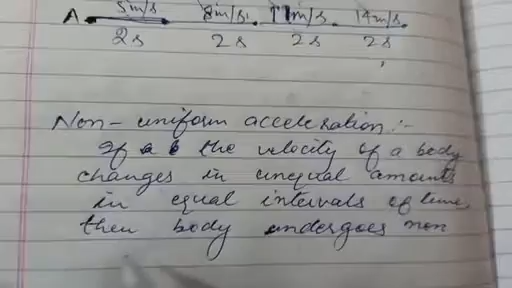 A 5m/s 8m/s. 11m/s. 14m/s.
2s 2s 2s 2s
Non-uniform acceleration :-
If the velocity of a body
changes in unequal amounts
in equal intervals of time,
then body undergoes non